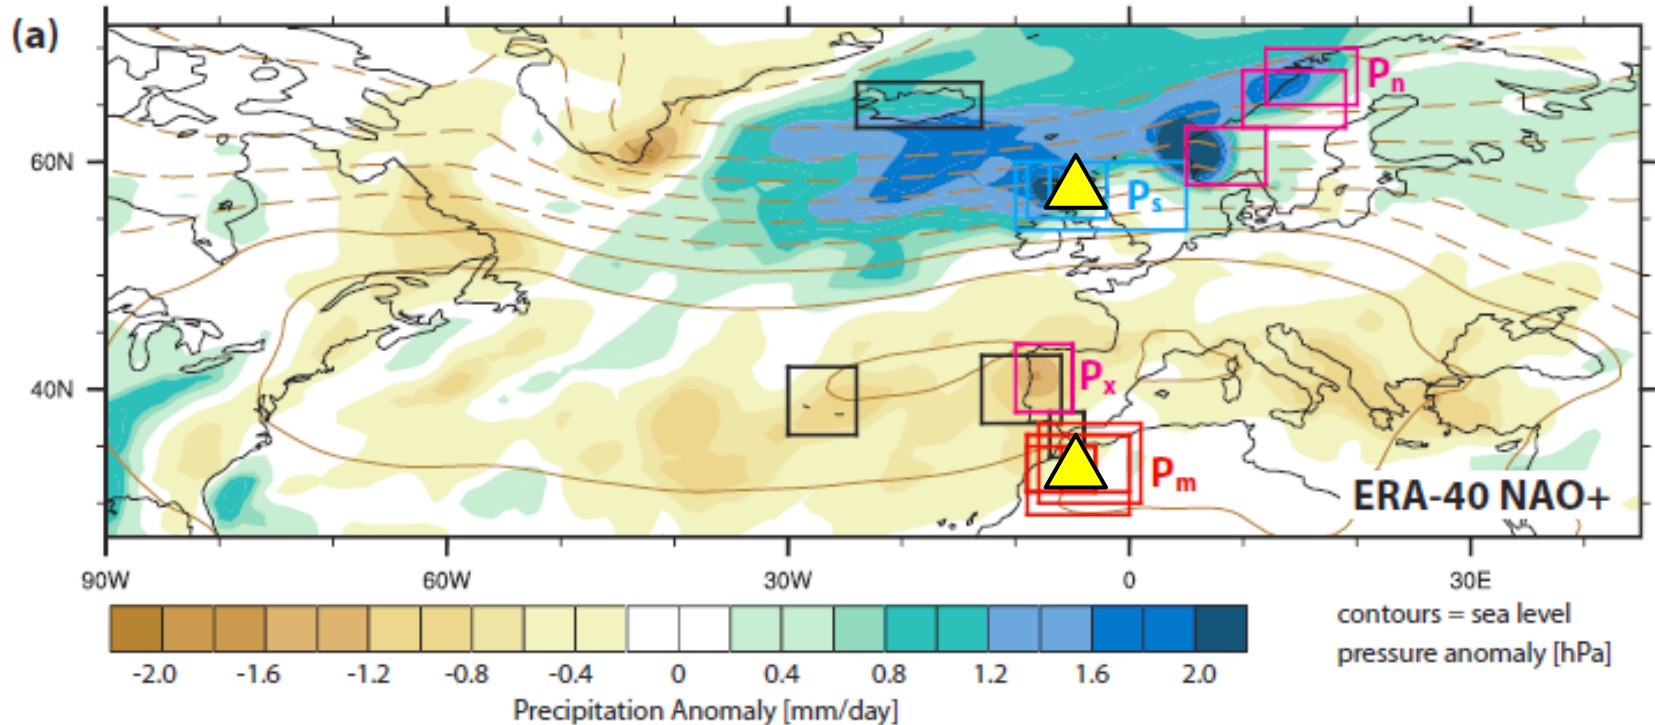 (a)
Pn
60N
Ps
40N
Px
Pm
ERA-40 NAO+
90W 60W 30W 0 30E
-2.0 -1.6 -1.2 -0.8 -0.4 0 0.4 0.8 1.2 1.6 2.0
Precipitation Anomaly [mm/day]
contours = sea level
pressure anomaly [hPa]